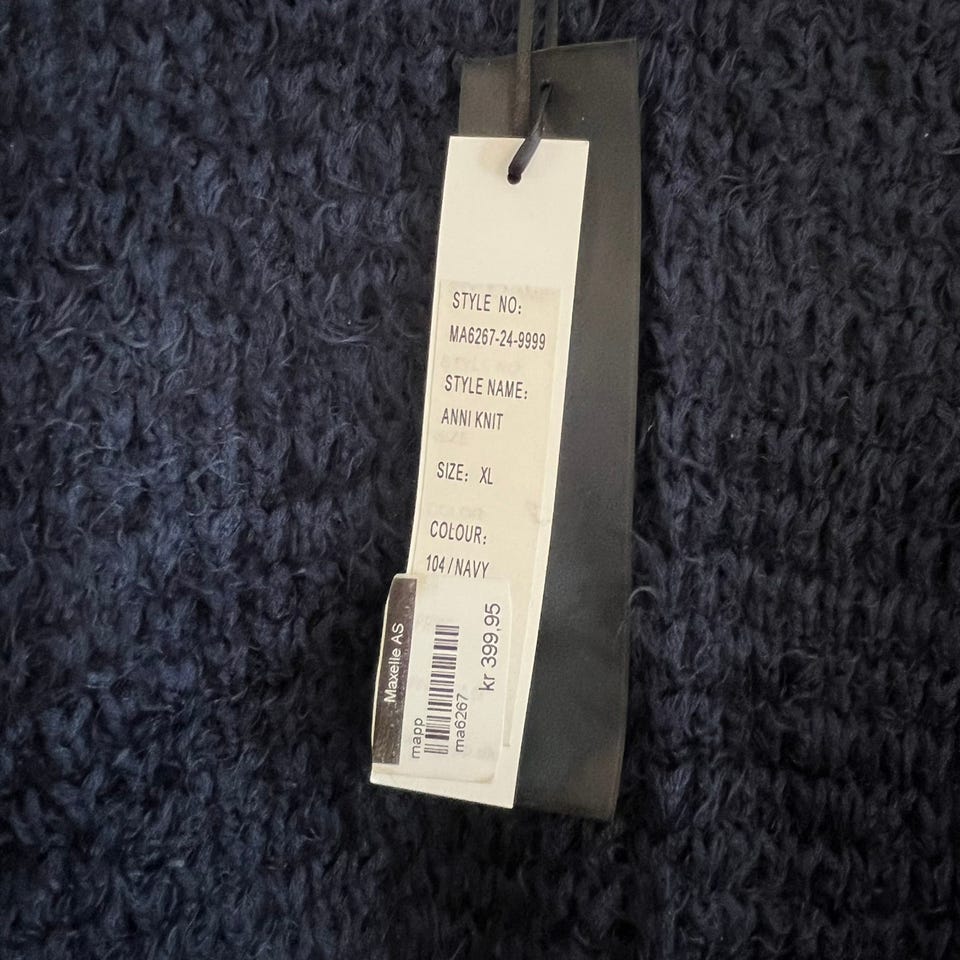 STYLE NO:
MA6267-24-9999
STYLE NAME:
ANNI KNIT
SIZE: XL
COLOUR:
104 / NAVY
Maxelle AS
mapp
ma6267
kr 399,95